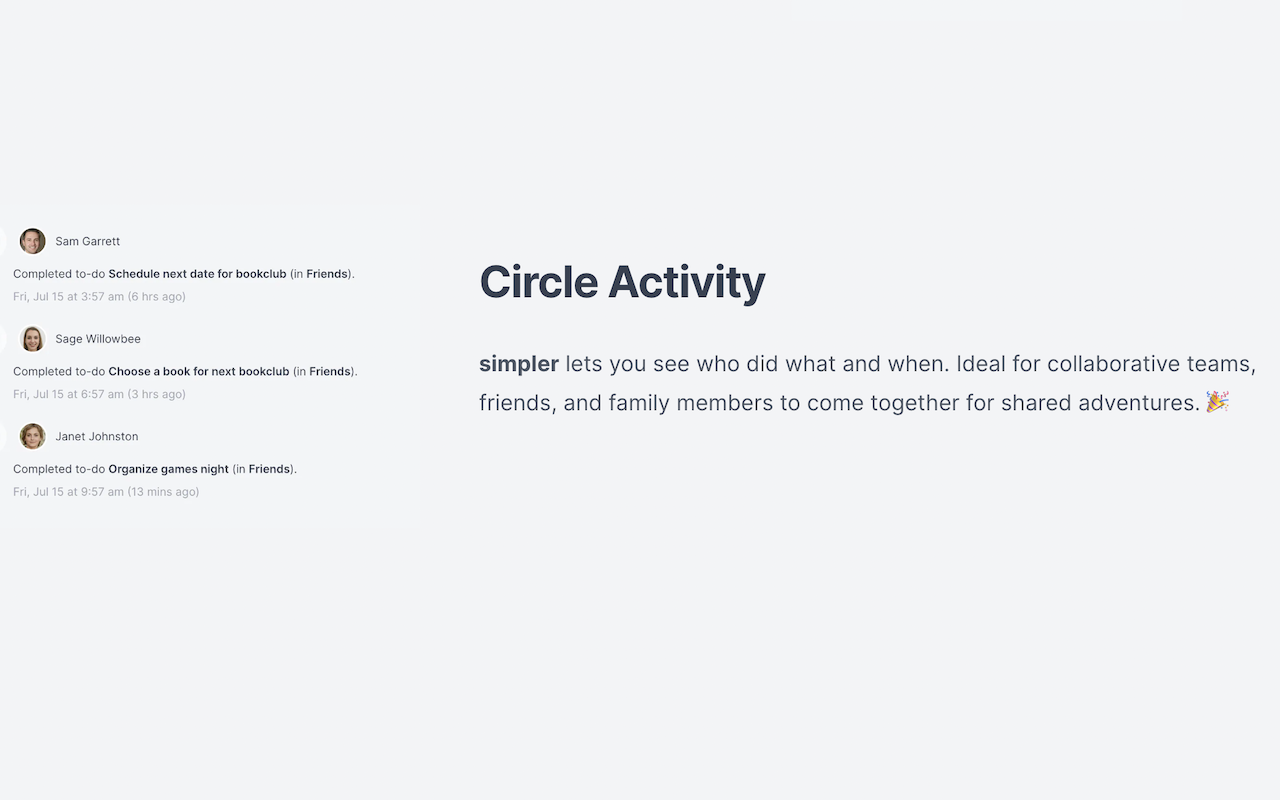 Sam Garrett
Completed to-do Schedule next date for bookclub (in Friends).
Fri, Jul 15 at 3:57 am (6 hrs ago)
Sage Willowbee
Completed to-do Choose a book for next bookclub (in Friends).
Fri, Jul 15 at 6:57 am (3 hrs ago)
Janet Johnston
Completed to-do Organize games night (in Friends).
Fri, Jul 15 at 9:57 am (13 mins ago)
Circle Activity
simpler lets you see who did what and when. Ideal for collaborative teams,
friends, and family members to come together for shared adventures. 🎉